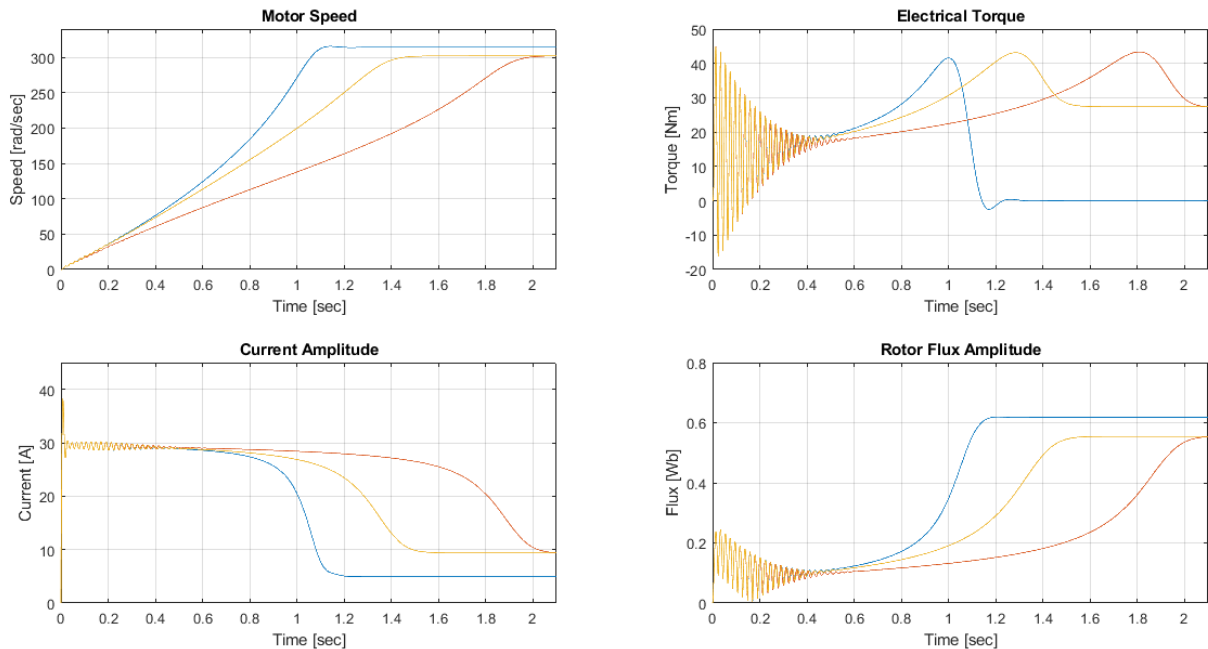 Motor Speed
300
250
200
150
100
50
0
Speed [rad/sec]
0 0.2 0.4 0.6 0.8 1 1.2 1.4 1.6 1.8 2
Time [sec]
Electrical Torque
50
40
30
20
10
0
-10
-20
Torque [Nm]
0 0.2 0.4 0.6 0.8 1 1.2 1.4 1.6 1.8 2
Time [sec]
Current Amplitude
40
30
20
10
0
Current [A]
0 0.2 0.4 0.6 0.8 1 1.2 1.4 1.6 1.8 2
Time [sec]
Rotor Flux Amplitude
0.8
0.6
0.4
0.2
0
Flux [Wb]
0 0.2 0.4 0.6 0.8 1 1.2 1.4 1.6 1.8 2
Time [sec]